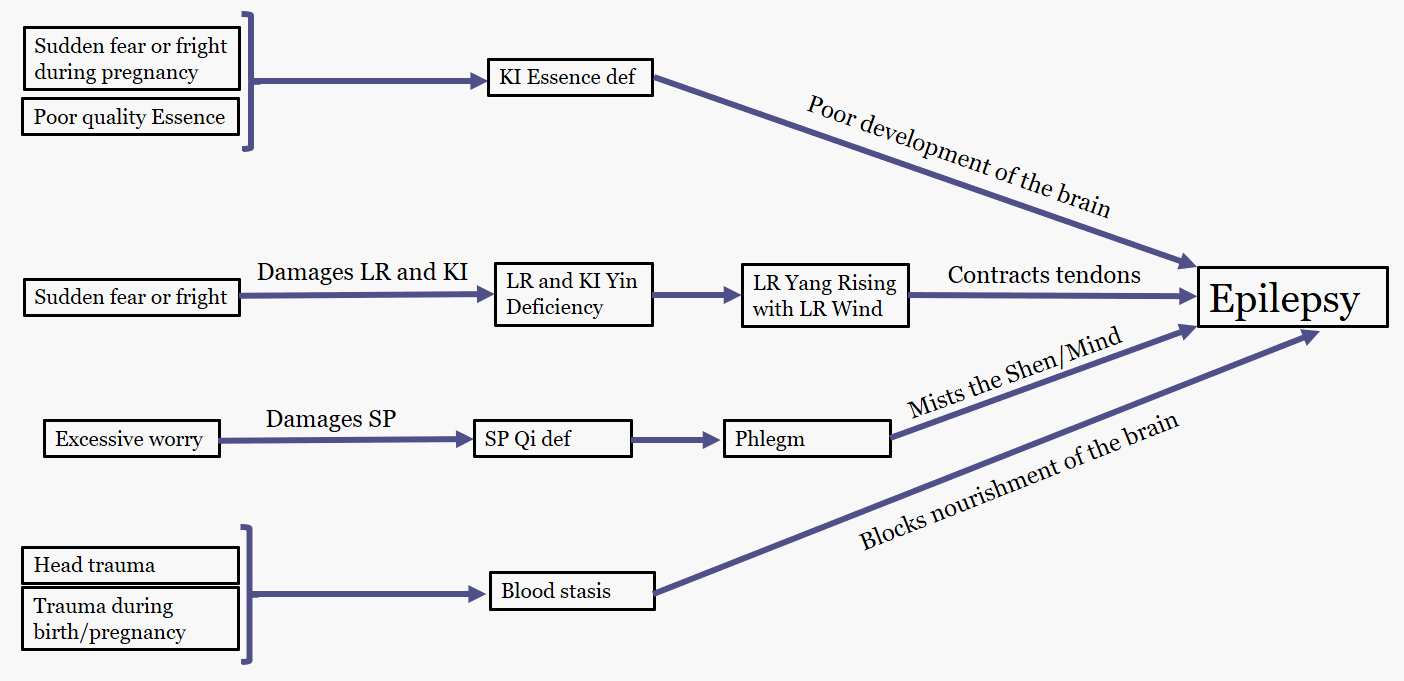 Sudden fear or fright
during pregnancy
Poor quality Essence
KI Essence def
Poor development of the brain
Sudden fear or fright
Damages LR and KI
LR and KI Yin
Deficiency
LR Yang Rising
with LR Wind
Contracts tendons
Epilepsy
Excessive worry
Damages SP
SP Qi def
Phlegm
Mists the Shen/Mind
Head trauma
Trauma during
birth/pregnancy
Blood stasis
Blocks nourishment of the brain